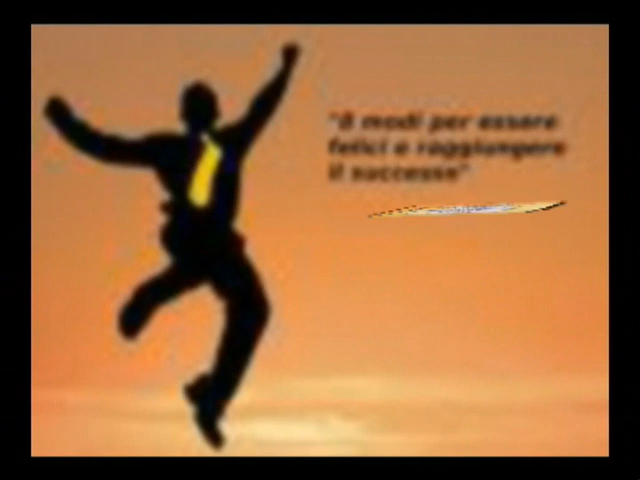 "8 modi per essere
felici e raggiungere
il successo"